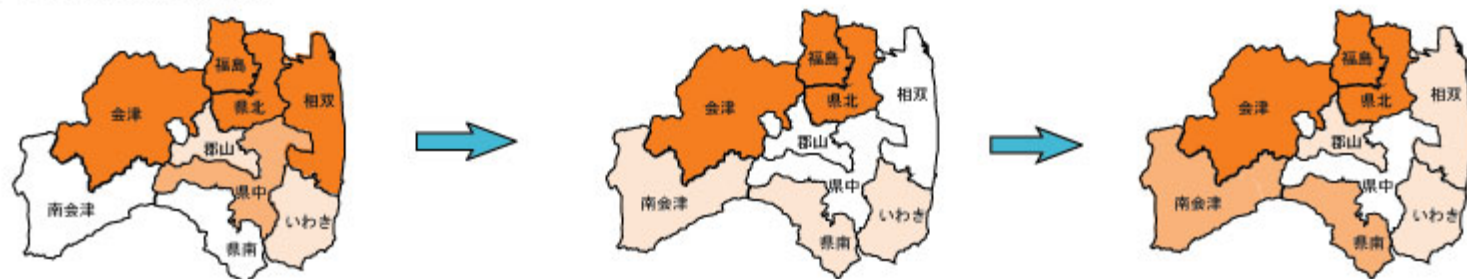 福島
県北
相双
会津
郡山
県中
南会津
いわき
県南
福島
県北
相双
会津
郡山
県中
南会津
いわき
県南
福島
県北
相双
会津
郡山
県中
南会津
いわき
県南